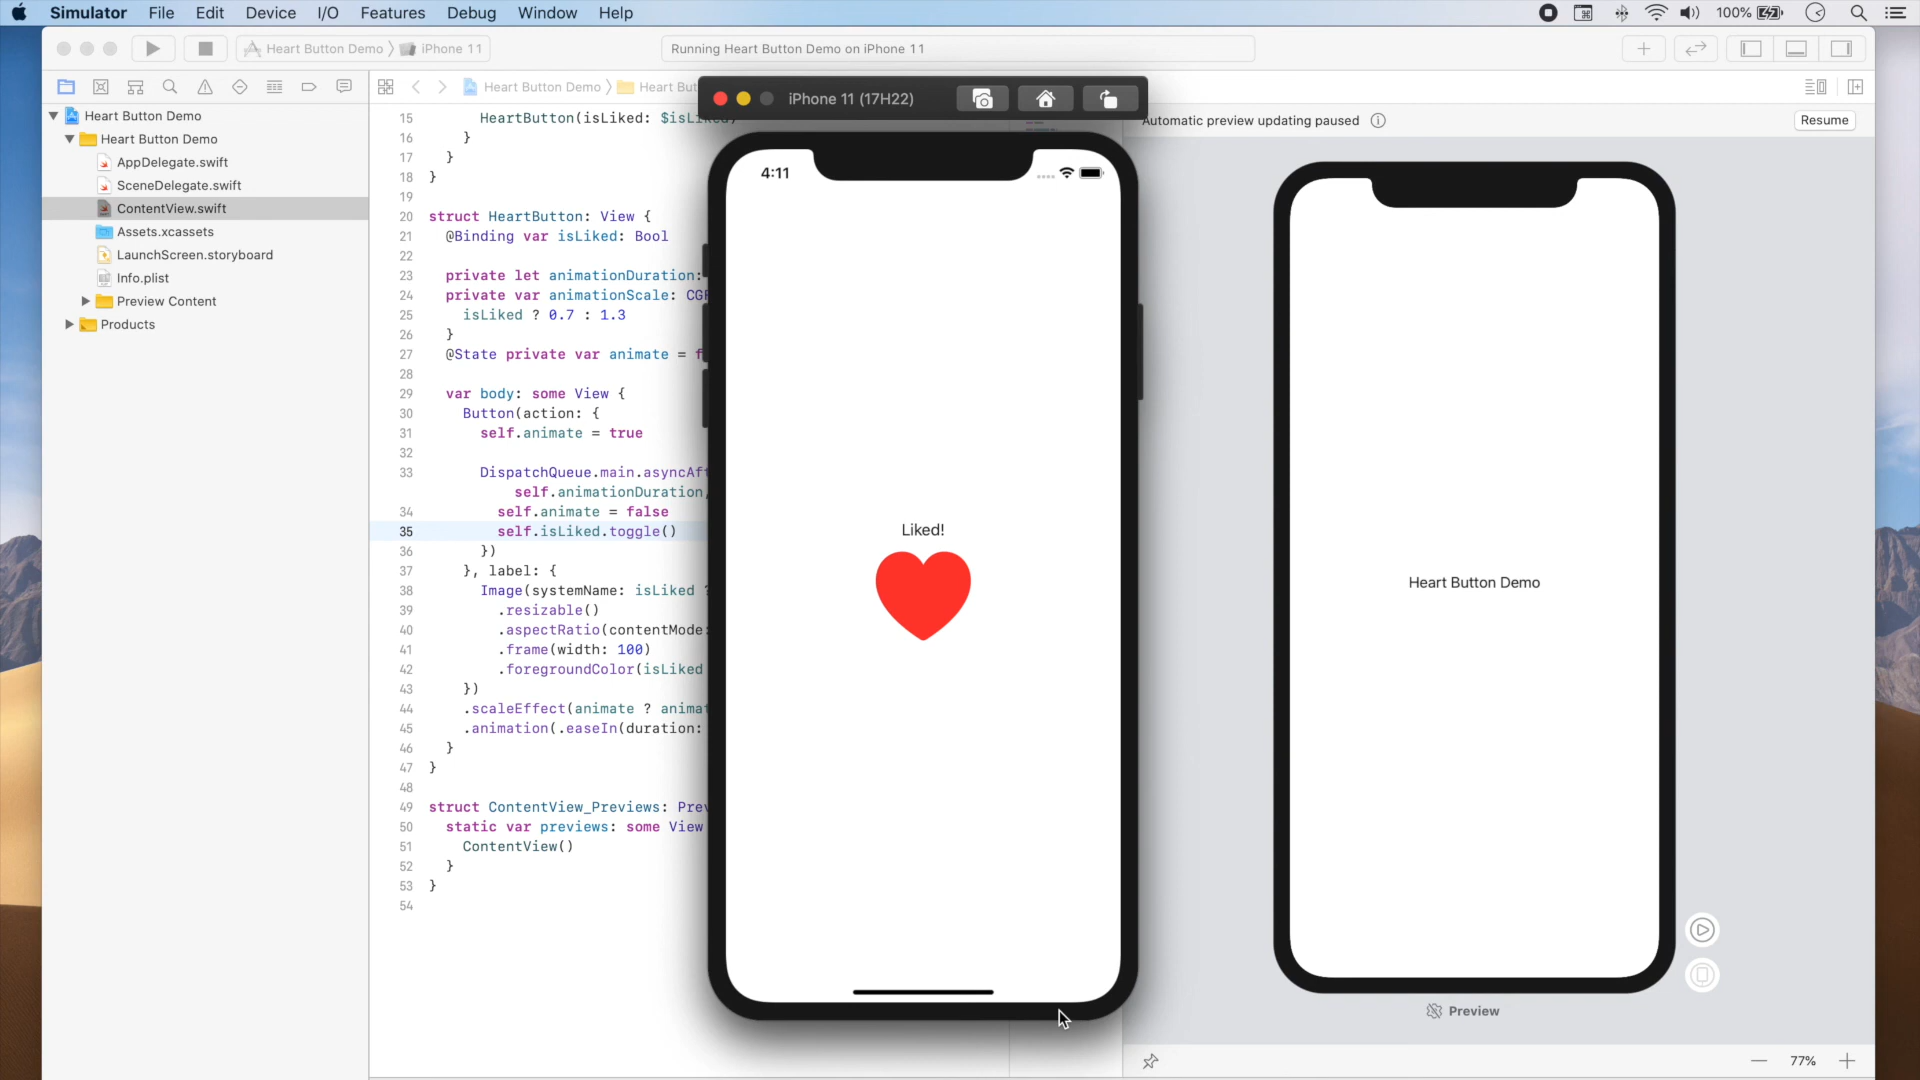 Simulator File Edit Device I/O Features Debug Window Help 100%
Heart Button Demo iPhone 11
Running Heart Button Demo on iPhone 11
Heart Button Demo Heart But
iPhone 11 (17H22)
Heart Button Demo
Heart Button Demo
AppDelegate.swift
SceneDelegate.swift
ContentView.swift
Assets.xcassets
LaunchScreen.storyboard
Info.plist
Preview Content
Products
15 HeartButton(isLiked: $isLiked)
16 }
17 }
18 }
19
20 struct HeartButton: View {
21 @Binding var isLiked: Bool
22
23 private let animationDuration:
24 private var animationScale: CGF
25 isLiked ? 0.7 : 1.3
26 }
27 @State private var animate = f
28
29 var body: some View {
30 Button(action: {
31 self.animate = true
32
33 DispatchQueue.main.asyncAft
self.animationDuration,
34 self.animate = false
35 self.isLiked.toggle()
36 })
37 }, label: {
38 Image(systemName: isLiked ?
39 .resizable()
40 .aspectRatio(contentMode:
41 .frame(width: 100)
42 .foregroundColor(isLiked
43 })
44 .scaleEffect(animate ? animat
45 .animation(.easeIn(duration:
46 }
47 }
48
49 struct ContentView_Previews: Prev
50 static var previews: some View
51 ContentView()
52 }
53 }
54
4:11
Liked!
Automatic preview updating paused
Resume
Heart Button Demo
Preview
77%